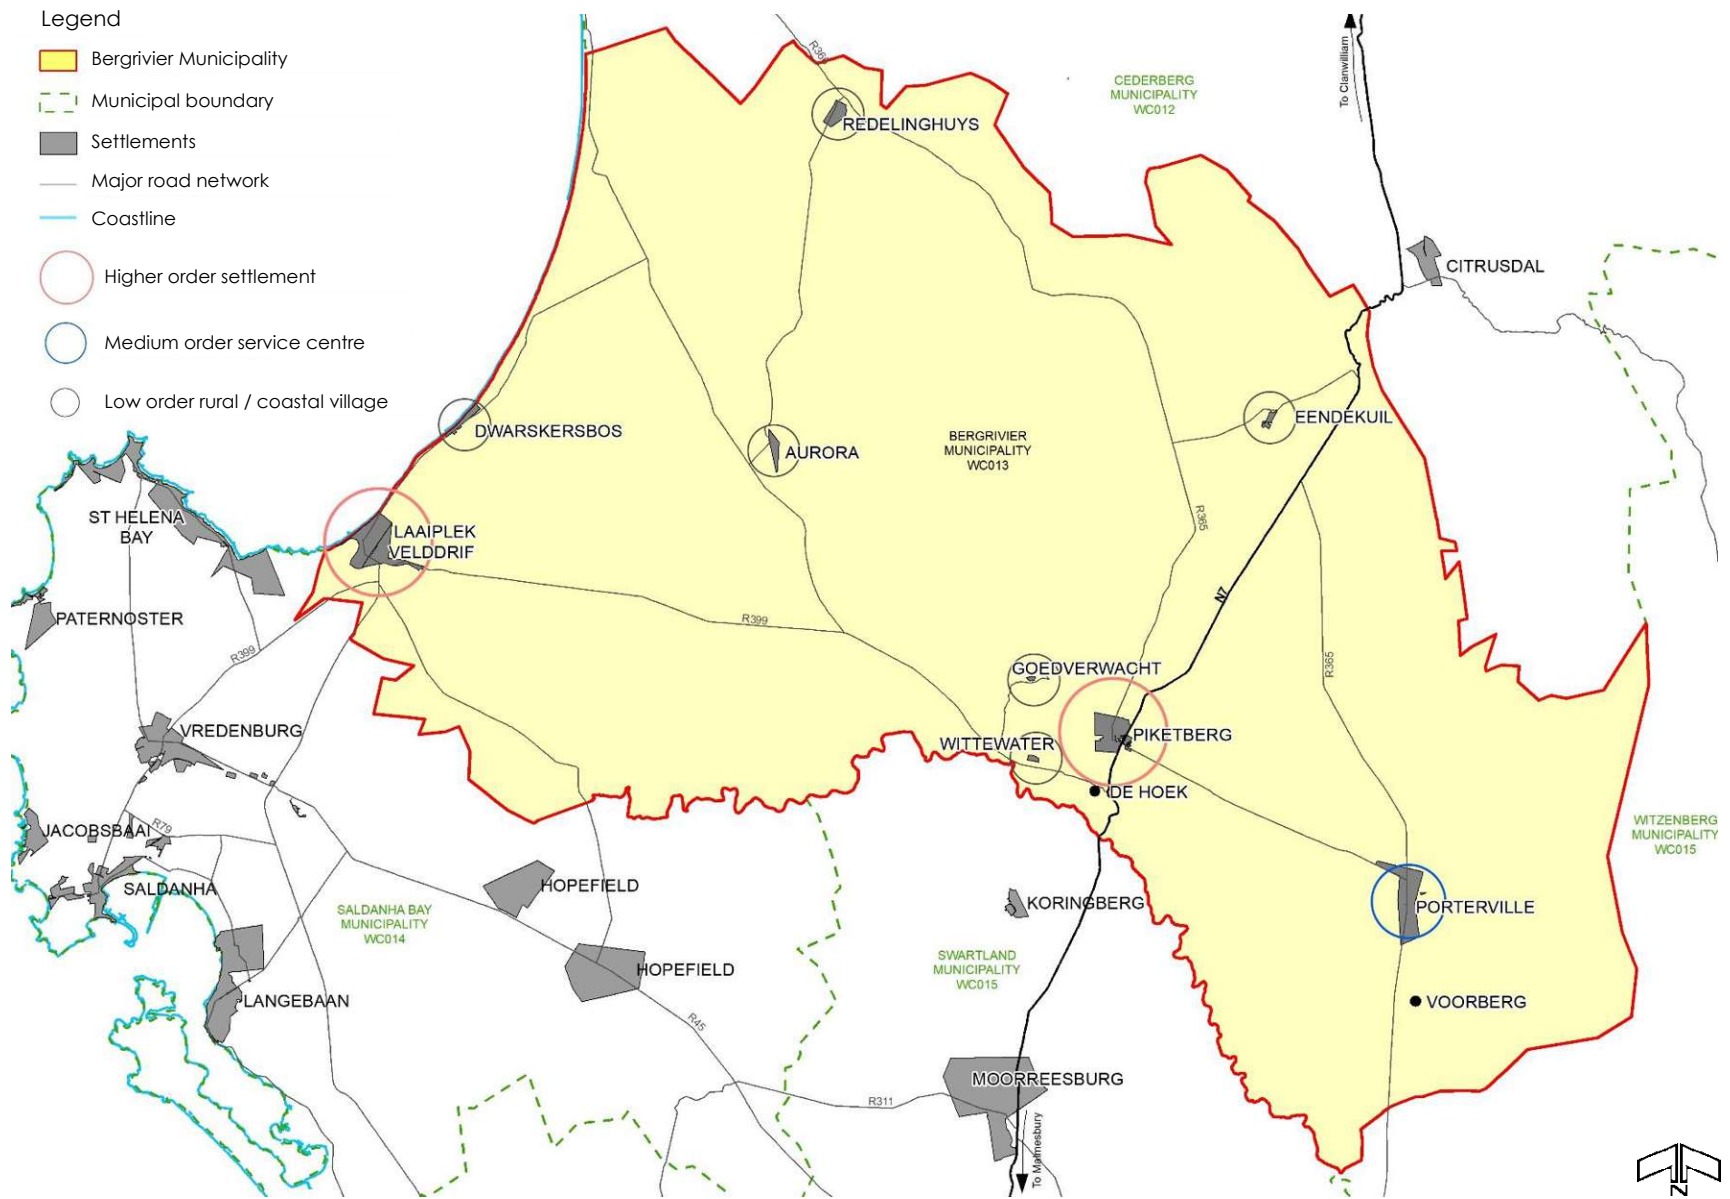 Legend
Bergrivier Municipality
Municipal boundary
Settlements
Major road network
Coastline
Higher order settlement
Medium order service centre
Low order rural / coastal village
R366
REDELINGHUYS
CEDERBERG
MUNICIPALITY
WC012
To Clanwilliam
CITRUSDAL
DWARSKERSBOS
AURORA
BERGRIVIER
MUNICIPALITY
WC013
EENDEKUIL
ST HELENA
BAY
LAAIPLEK
VELDDRIF
R365
N7
PATERNOSTER
R399
R399
R365
GOEDVERWACHT
VREDENBURG
WITTEWATER
PIKETBERG
DE HOEK
JACOBSBAAI
R79
WITZENBERG
MUNICIPALITY
WC015
SALDANHA
HOPEFIELD
KORINGBERG
PORTERVILLE
SALDANHA BAY
MUNICIPALITY
WC014
SWARTLAND
MUNICIPALITY
WC015
HOPEFIELD
LANGEBAAN
VOORBERG
R45
MOORREESBURG
R311
To Malmesbury
N